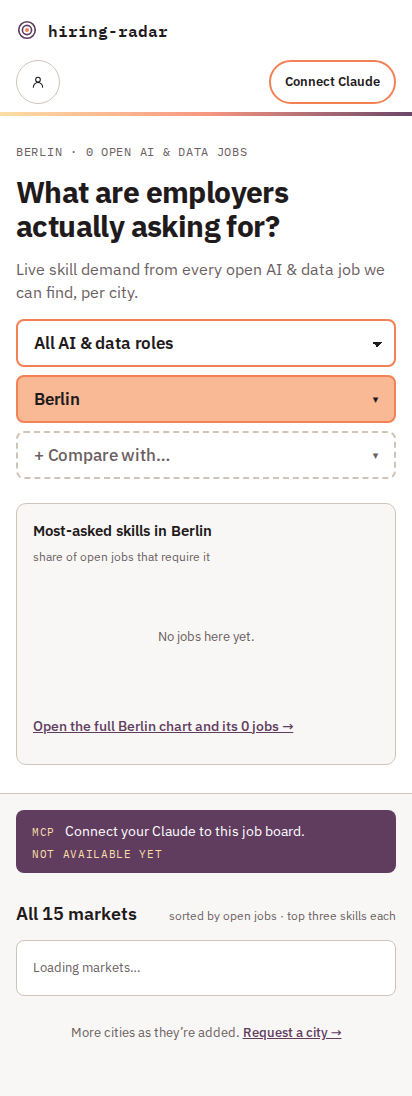 hiring-radar
Connect Claude
BERLIN · 0 OPEN AI & DATA JOBS
What are employers
actually asking for?
Live skill demand from every open AI & data job we
can find, per city.
All AI & data roles
Berlin
+ Compare with...
Most-asked skills in Berlin
share of open jobs that require it
No jobs here yet.
Open the full Berlin chart and its 0 jobs →
MCP Connect your Claude to this job board.
NOT AVAILABLE YET
All 15 markets sorted by open jobs · top three skills each
Loading markets…
More cities as they’re added. Request a city →